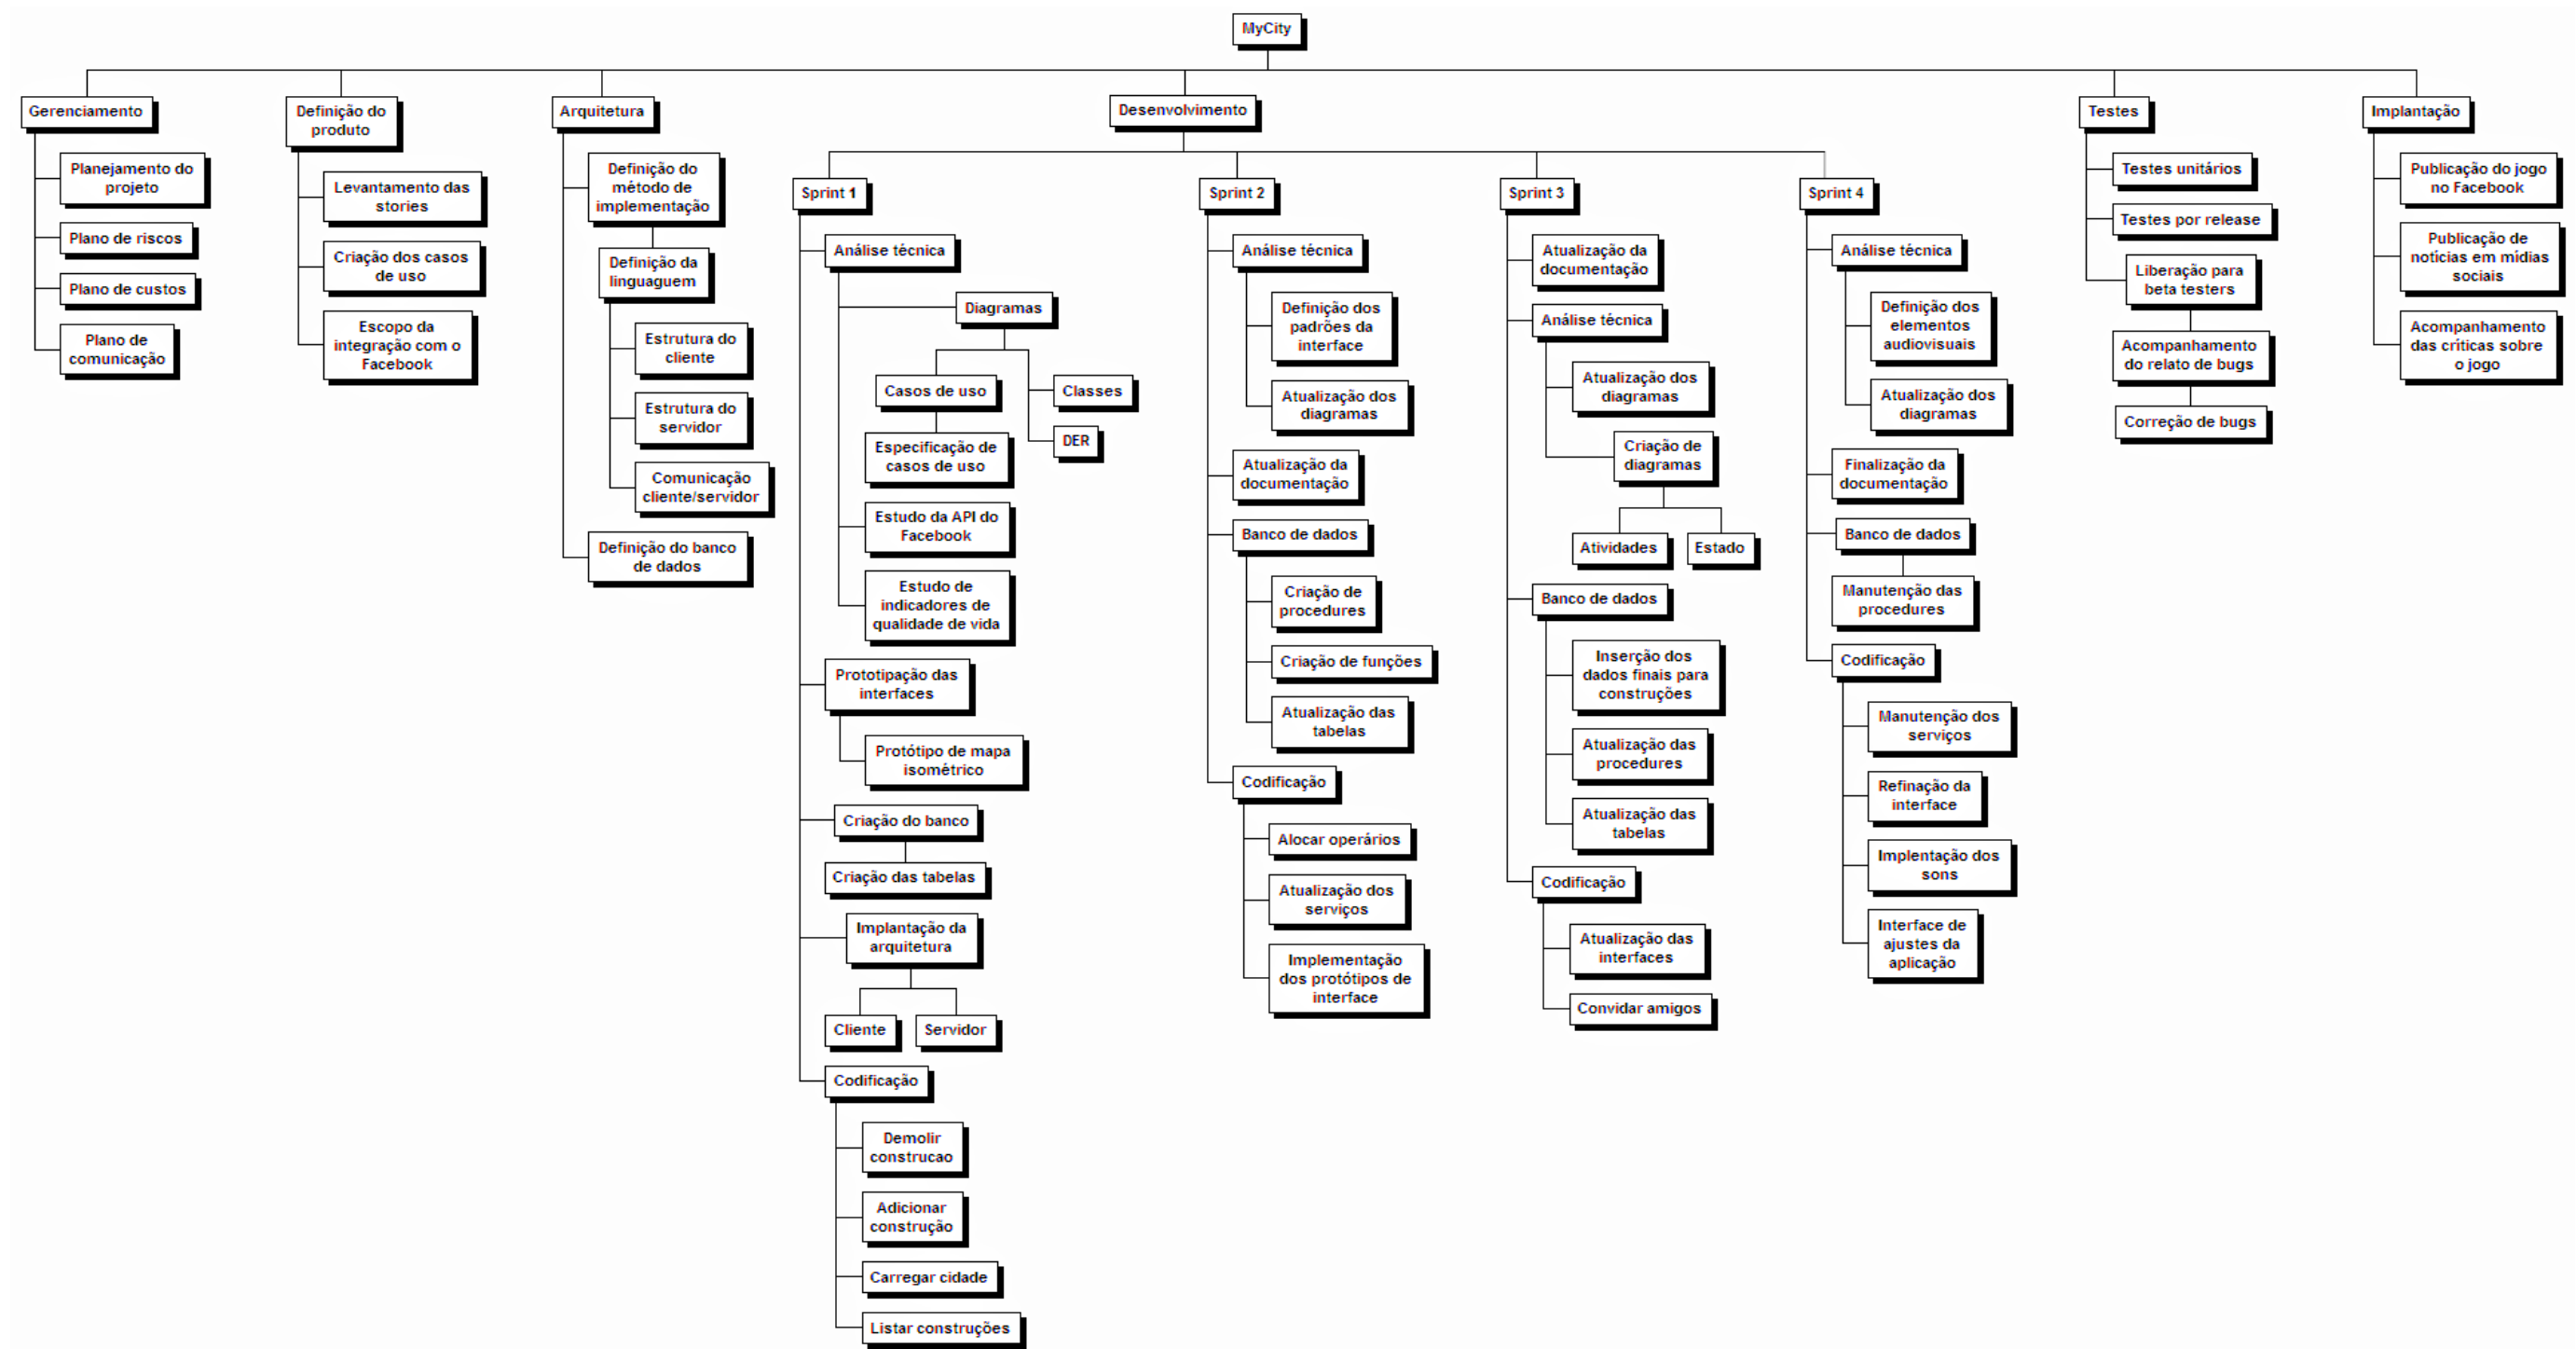 MyCity
Gerenciamento
Planejamento do
projeto
Plano de riscos
Plano de custos
Plano de
comunicação
Definição do
produto
Levantamento das
stories
Criação dos casos
de uso
Escopo da
integração com o
Facebook
Arquitetura
Definição do
método de
implementação
Definição da
linguaguem
Estrutura do
cliente
Estrutura do
servidor
Comunicação
cliente/servidor
Definição do banco
de dados
Desenvolvimento
Sprint 1
Análise técnica
Diagramas
Casos de uso
Especificação de
casos de uso
Classes
DER
Estudo da API do
Facebook
Estudo de
indicadores de
qualidade de vida
Prototipação das
interfaces
Protótipo de mapa
isométrico
Criação do banco
Criação das tabelas
Implantação da
arquitetura
Cliente
Servidor
Codificação
Demolir
construcao
Adicionar
construção
Carregar cidade
Listar construções
Sprint 2
Análise técnica
Definição dos
padrões da
interface
Atualização dos
diagramas
Atualização da
documentação
Banco de dados
Criação de
procedures
Criação de funções
Atualização das
tabelas
Codificação
Alocar operários
Atualização dos
serviços
Implementação
dos protótipos de
interface
Sprint 3
Atualização da
documentação
Análise técnica
Atualização dos
diagramas
Criação de
diagramas
Atividades
Estado
Banco de dados
Inserção dos
dados finais para
construções
Atualização das
procedures
Atualização das
tabelas
Codificação
Atualização das
interfaces
Convidar amigos
Sprint 4
Análise técnica
Definição dos
elementos
audiovisuais
Atualização dos
diagramas
Finalização da
documentação
Banco de dados
Manutenção das
procedures
Codificação
Manutenção dos
serviços
Refinação da
interface
Implentação dos
sons
Interface de
ajustes da
aplicação
Testes
Testes unitários
Testes por release
Liberação para
beta testers
Acompanhamento
do relato de bugs
Correção de bugs
Implantação
Publicação do jogo
no Facebook
Publicação de
notícias em mídias
sociais
Acompanhamento
das críticas sobre
o jogo